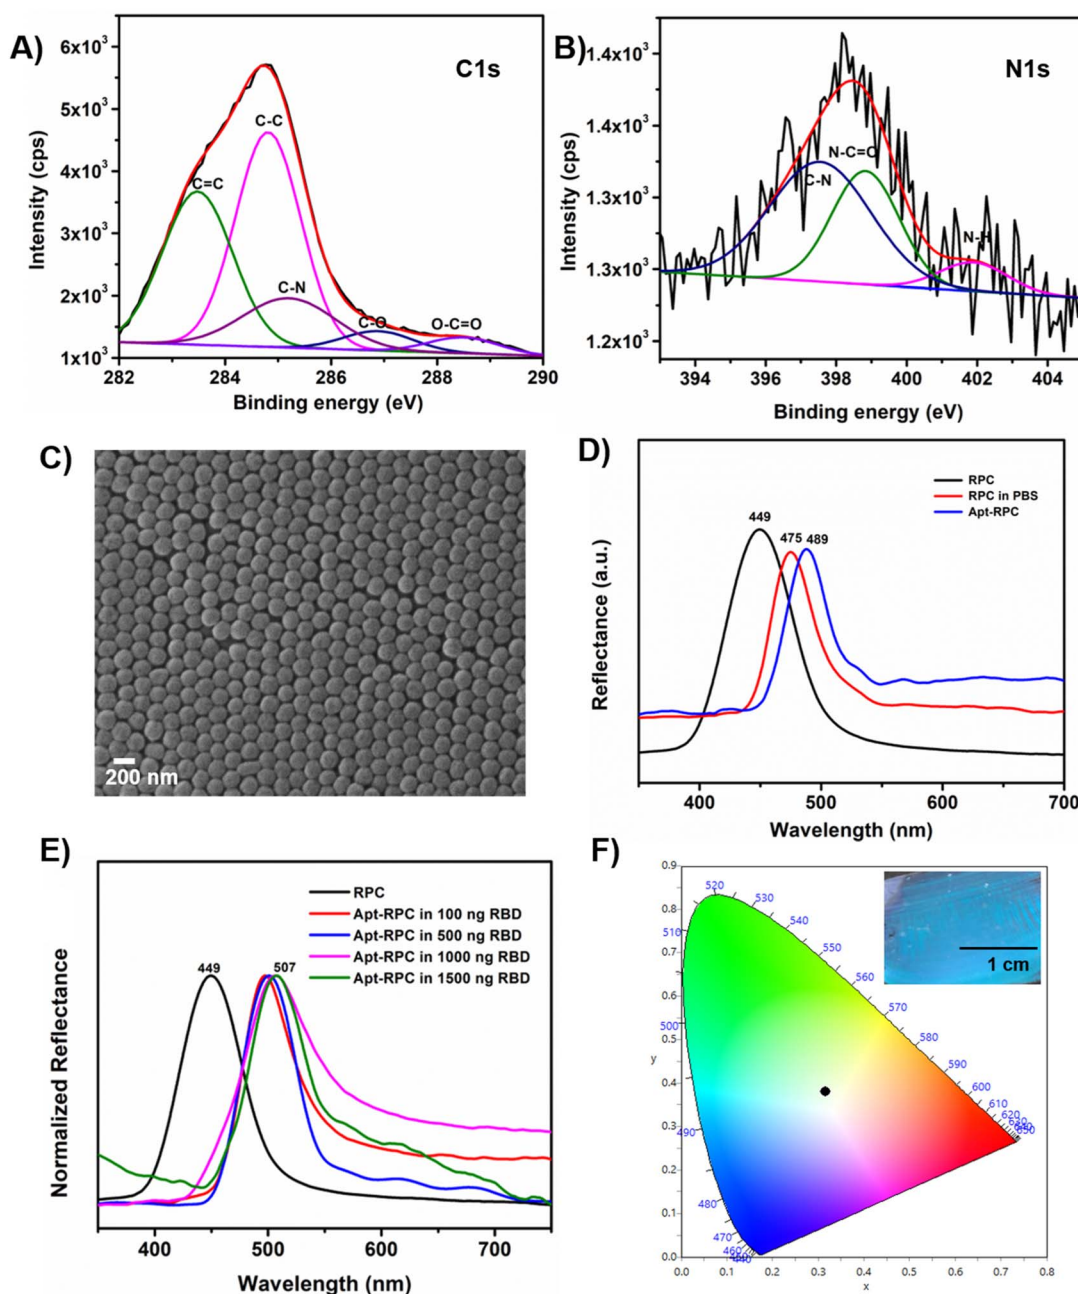 A)
C1s
6x10³
5x10³
4x10³
3x10³
2x10³
1x10³
Intensity (cps)
C=C
C-C
C-N
C-O
O-C=O
282 284 286 288 290
Binding energy (eV)
B)
N1s
1.4x10³
1.4x10³
1.3x10³
1.3x10³
1.2x10³
Intensity (cps)
N-C=O
C-N
N-H
394 396 398 400 402 404
Binding energy (eV)
C)
200 nm
D)
RPC
RPC in PBS
Apt-RPC
449
475
489
Reflectance (a.u.)
400 500 600 700
Wavelength (nm)
E)
RPC
Apt-RPC in 100 ng RBD
Apt-RPC in 500 ng RBD
Apt-RPC in 1000 ng RBD
Apt-RPC in 1500 ng RBD
449
507
Normalized Reflectance
400 500 600 700
Wavelength (nm)
F)
0.9
0.8
0.7
0.6
0.5
0.4
0.3
0.2
0.1
0.0
y
0.0 0.1 0.2 0.3 0.4 0.5 0.6 0.7 0.8
x
520
530
540
550
560
570
580
590
600
610
620
510
500
490
480
470
460
1 cm